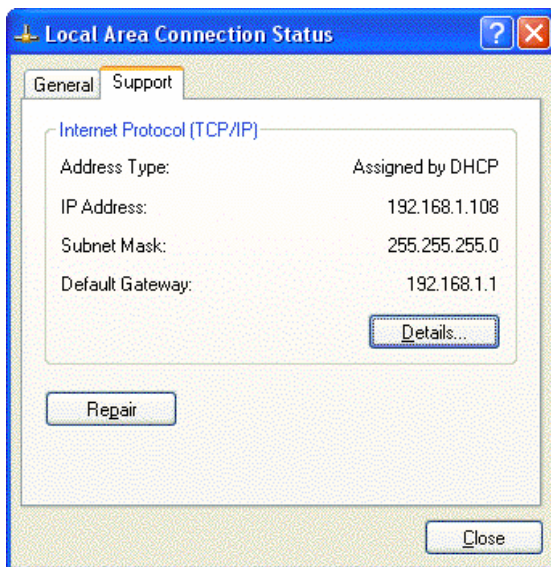 Local Area Connection Status
?
General Support
Internet Protocol (TCP/IP)
Address Type: Assigned by DHCP
IP Address: 192.168.1.108
Subnet Mask: 255.255.255.0
Default Gateway: 192.168.1.1
Details...
Repair
Close